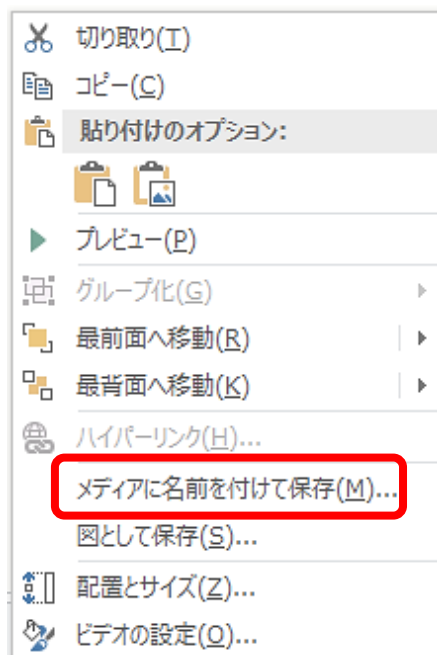 切り取り(T)
コピー(C)
貼り付けのオプション:
プレビュー(P)
グループ化(G)
最前面へ移動(R)
最背面へ移動(K)
ハイパーリンク(H)...
メディアに名前を付けて保存(M)...
図として保存(S)...
配置とサイズ(Z)...
ビデオの設定(O)...